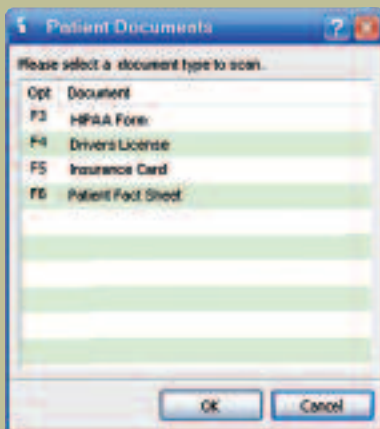 Patient Documents
Please select a document type to scan.
Opt Document
F3 HIPAA Form
F4 Drivers License
F5 Insurance Card
F6 Patient Fact Sheet
OK Cancel